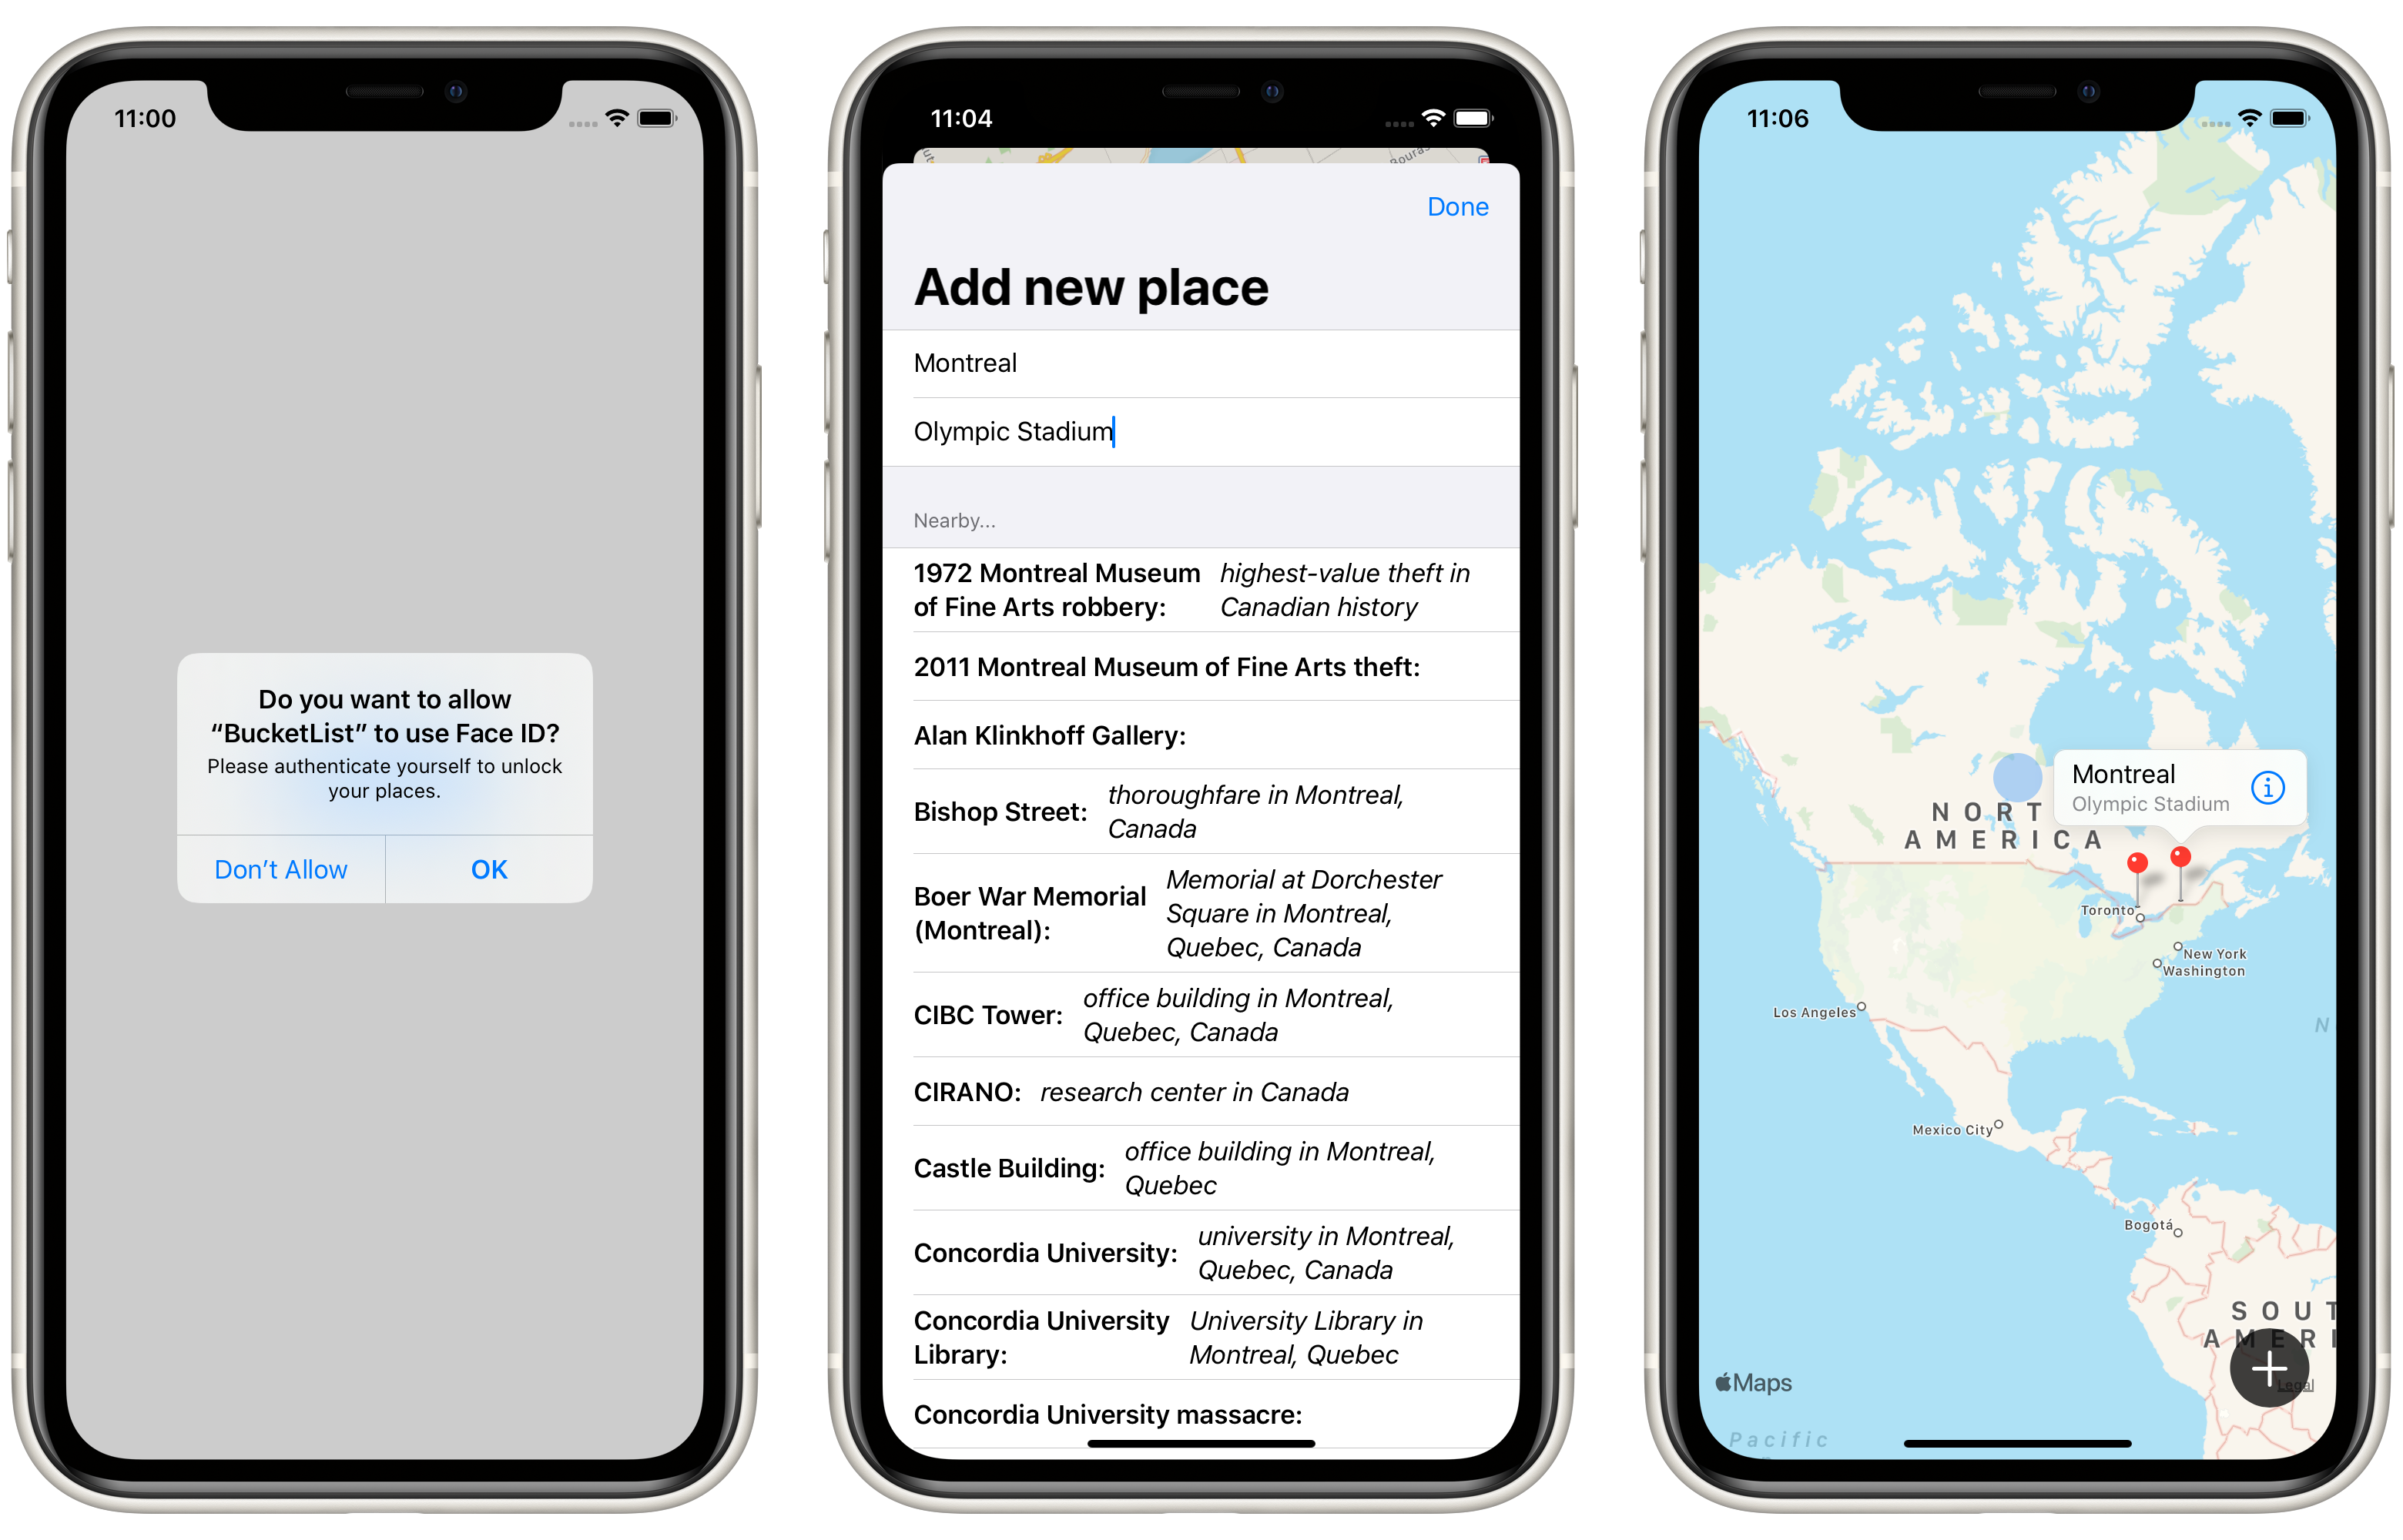 11:00
Do you want to allow
“BucketList” to use Face ID?
Please authenticate yourself to unlock
your places.
Don’t Allow
OK
11:04
Bouras
Done
Add new place
Montreal
Olympic Stadium
Nearby...
1972 Montreal Museum
of Fine Arts robbery:
highest-value theft in
Canadian history
2011 Montreal Museum of Fine Arts theft:
Alan Klinkhoff Gallery:
Bishop Street:
thoroughfare in Montreal,
Canada
Boer War Memorial
(Montreal):
Memorial at Dorchester
Square in Montreal,
Quebec, Canada
CIBC Tower:
office building in Montreal,
Quebec, Canada
CIRANO:
research center in Canada
Castle Building:
office building in Montreal,
Quebec
Concordia University:
university in Montreal,
Quebec, Canada
Concordia University
Library:
University Library in
Montreal, Quebec
Concordia University massacre:
11:06
Montreal
Olympic Stadium
NORT
AMERICA
Toronto
New York
Washington
Los Angeles
N
Mexico City
Bogotá
SOUT
AMERI
Maps
Legal
Pacific